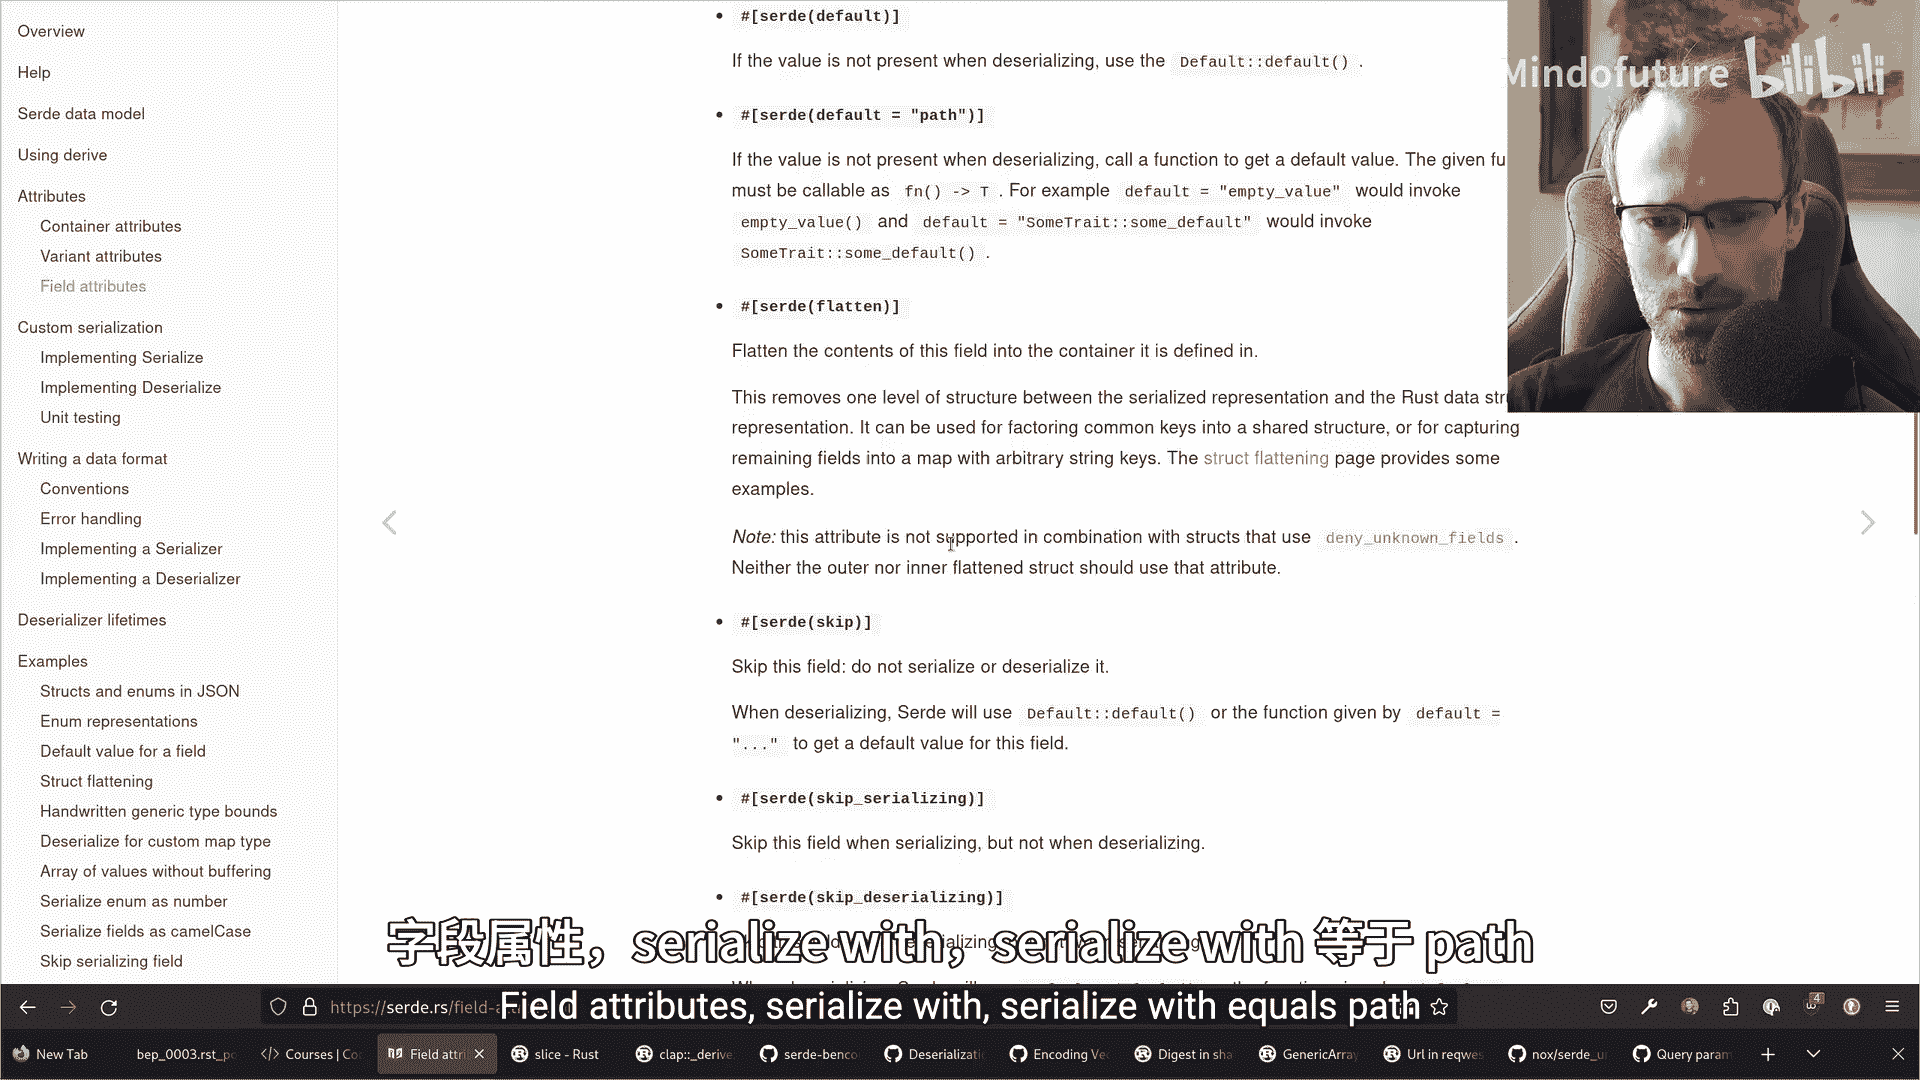 Overview
Help
Serde data model
Using derive
Attributes
Container attributes
Variant attributes
Field attributes
Custom serialization
Implementing Serialize
Implementing Deserialize
Unit testing
Writing a data format
Conventions
Error handling
Implementing a Serializer
Implementing a Deserializer
Deserializer lifetimes
Examples
Structs and enums in JSON
Enum representations
Default value for a field
Struct flattening
Handwritten generic type bounds
Deserialize for custom map type
Array of values without buffering
Serialize enum as number
Serialize fields as camelCase
Skip serializing field
#[serde(default)]
If the value is not present when deserializing, use the Default::default() .
#[serde(default = "path")]
If the value is not present when deserializing, call a function to get a default value. The given fu
must be callable as fn() -> T . For example default = "empty_value" would invoke
empty_value() and default = "SomeTrait::some_default" would invoke
SomeTrait::some_default() .
#[serde(flatten)]
Flatten the contents of this field into the container it is defined in.
This removes one level of structure between the serialized representation and the Rust data str
representation. It can be used for factoring common keys into a shared structure, or for capturing
remaining fields into a map with arbitrary string keys. The struct flattening page provides some
examples.
Note: this attribute is not supported in combination with structs that use deny_unknown_fields .
Neither the outer nor inner flattened struct should use that attribute.
#[serde(skip)]
Skip this field: do not serialize or deserialize it.
When deserializing, Serde will use Default::default() or the function given by default =
"..." to get a default value for this field.
#[serde(skip_serializing)]
Skip this field when serializing, but not when deserializing.
#[serde(skip_deserializing)]
Mindofuture bilibili
字段属性，serialize with，serialize with 等于 path
Field attributes, serialize with, serialize with equals path
https://serde.rs/field-a
4
New Tab
bep_0003.rst_po
Courses | Co
Field attri
slice - Rust
clap::_derive
serde-benco
Deserializati
Encoding Ve
Digest in sha
GenericArray
Url in reqwes
nox/serde_u
Query param